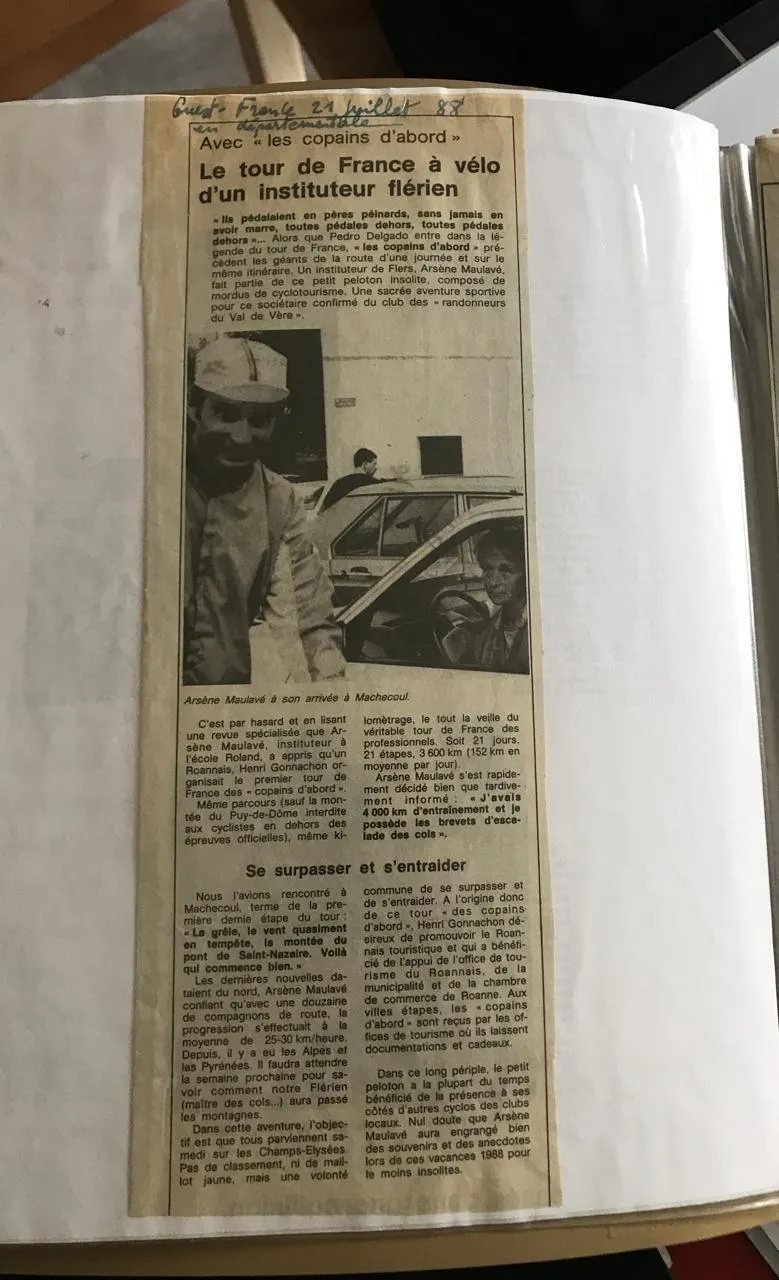 Ouest-France 21 juillet 88
en départementale
Avec « les copains d'abord »
Le tour de France à vélo
d'un instituteur flérien
« Ils pédalaient en pères peinards, sans jamais en
avoir marre, toutes pédales dehors, toutes pédales
dehors »... Alors que Pedro Delgado entre dans la lé-
gende du tour de France, « les copains d'abord » pré-
cèdent les géants de la route d'une journée et sur le
même itinéraire. Un instituteur de Flers, Arsène Maulavé,
fait partie de ce petit peloton insolite, composé de
mordus de cyclotourisme. Une sacrée aventure sportive
pour ce sociétaire confirmé du club des « randonneurs
du Val de Vère ».
Arsène Maulavé à son arrivée à Machecoul.
C'est par hasard et en lisant
une revue spécialisée que Ar-
sène Maulavé, instituteur à
l'école Roland, a appris qu'un
Roannais, Henri Gonnachon or-
ganisait le premier tour de
France des « copains d'abord ».
Même parcours (sauf la mon-
tée du Puy-de-Dôme interdite
aux cyclistes en dehors des
épreuves officielles), même ki-
lomètrage, le tout la veille du
véritable tour de France des
professionnels. Soit 21 jours,
21 étapes, 3 600 km (152 km en
moyenne par jour).
Arsène Maulavé s'est rapide-
ment décidé bien que tardive-
ment informé : « J'avais
4 000 km d'entraînement et je
possède les brevets d'esca-
lade des cols ».
Se surpasser et s'entraider
Nous l'avions rencontré à
Machecoul, terme de la pre-
mière demie étape du tour :
« La grêle, le vent quasiment
en tempête, la montée du
pont de Saint-Nazaire. Voilà
qui commence bien. »
Les dernières nouvelles da-
taient du nord, Arsène Maulavé
confiant qu'avec une douzaine
de compagnons de route, la
progression s'effectuait à la
moyenne de 25-30 km/heure.
Depuis, il y a eu les Alpes et
les Pyrénées. Il faudra attendre
la semaine prochaine pour sa-
voir comment notre Flérien
(maître des cols...) aura passé
les montagnes.
Dans cette aventure, l'objec-
tif est que tous parviennent sa-
medi sur les Champs-Elysées.
Pas de classement, ni de mail-
lot jaune, mais une volonté
commune de se surpasser et
de s'entraider. A l'origine donc
de ce tour « des copains
d'abord », Henri Gonnachon dé-
sireux de promouvoir le Roan-
nais touristique et qui a bénéfi-
cié de l'appui de l'office de tou-
risme du Roannais, de la
municipalité et de la chambre
de commerce de Roanne. Aux
villes étapes, les « copains
d'abord » sont reçus par les of-
fices de tourisme où ils laissent
documentations et cadeaux.
Dans ce long périple, le petit
peloton a la plupart du temps
bénéficié de la présence à ses
côtés d'autres cyclos des clubs
locaux. Nul doute que Arsène
Maulavé aura engrangé bien
des souvenirs et des anecdotes
lors de ces vacances 1988 pour
le moins insolites.